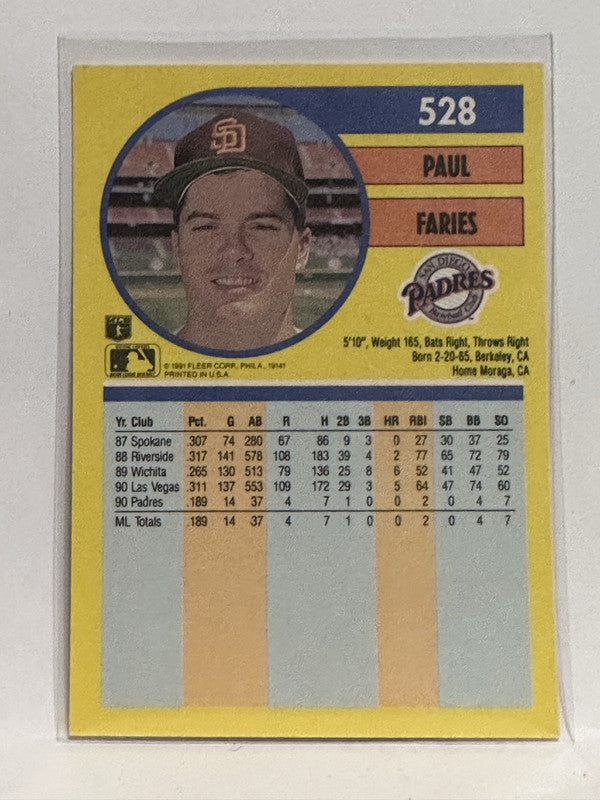 528
PAUL
FARIES
SD
SAN DIEGO
PADRES
Baseball Club
5'10", Weight 165, Bats Right, Throws Right
Born 2-20-65, Berkeley, CA
Home Moraga, CA
© 1991 FLEER CORP., PHILA., 19141
PRINTED IN U.S.A.
Yr. Club Pct. G AB R H 2B 3B HR RBI SB BB SO
87 Spokane .307 74 280 67 86 9 3 0 27 30 37 25
88 Riverside .317 141 578 108 183 39 4 2 77 65 72 79
89 Wichita .265 130 513 79 136 25 8 6 52 41 47 52
90 Las Vegas .311 137 553 109 172 29 3 5 64 47 74 60
90 Padres .189 14 37 4 7 1 0 0 2 0 4 7
ML Totals .189 14 37 4 7 1 0 0 2 0 4 7